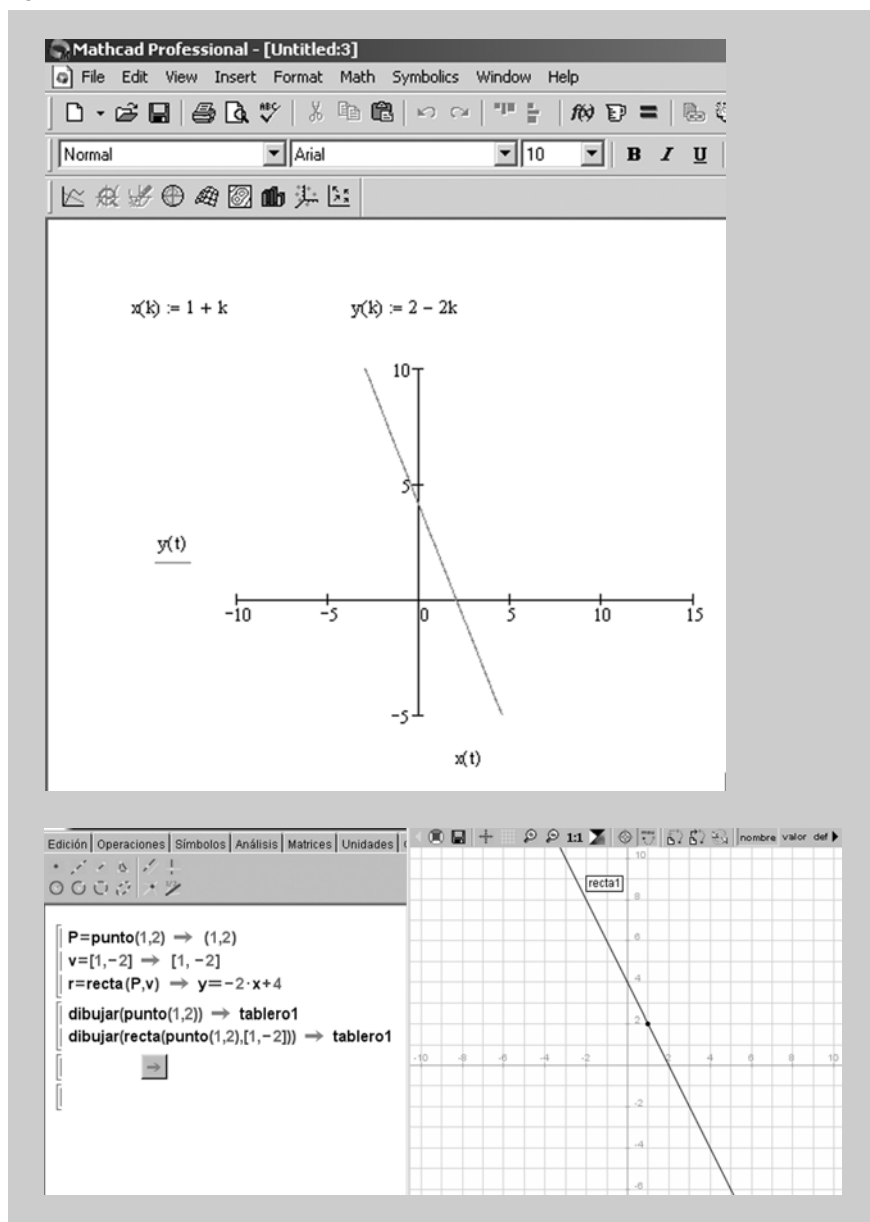 Mathcad Professional - [Untitled:3]
File Edit View Insert Format Math Symbolics Window Help
Normal Arial 10 B I U
x(k) := 1 + k y(k) := 2 − 2k
10
5
y(t)
−10 −5 0 5 10 15
−5
x(t)
Edición Operaciones Símbolos Análisis Matrices Unidades
1:1 nombre valor def
P=punto(1,2) → (1,2)
v=[1,−2] → [1, −2]
r=recta(P,v) → y=−2·x+4
dibujar(punto(1,2)) → tablero1
dibujar(recta(punto(1,2),[1,−2])) → tablero1
→
10
recta1
8
6
4
2
-10 -8 -6 -4 -2 2 4 6 8 10
-2
-4
-6